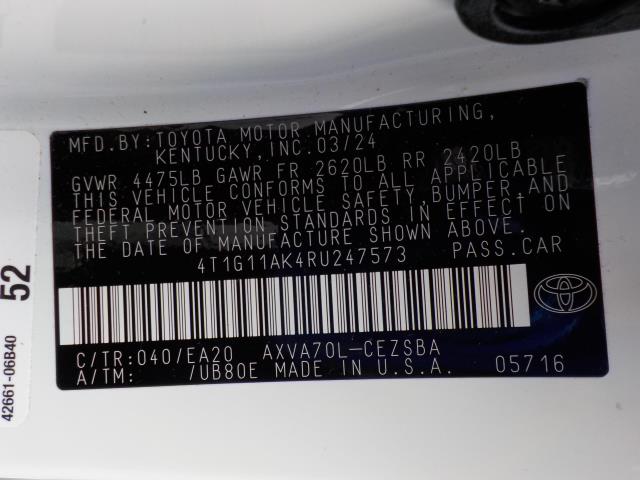 MFD.BY:TOYOTA MOTOR MANUFACTURING,
KENTUCKY,INC.03/24
GVWR 4475LB GAWR FR 2620LB RR 2420LB
THIS VEHICLE CONFORMS TO ALL APPLICABLE
FEDERAL MOTOR VEHICLE SAFETY,BUMPER,AND
THEFT PREVENTION STANDARDS IN EFFECT ON
THE DATE OF MANUFACTURE SHOWN ABOVE.
4T1G11AK4RU247573 PASS.CAR
C/TR:040/EA20 AXVA70L-CEZSBA
A/TM: /UB80E MADE IN U.S.A. 05716
TOYOTA
52
42661-06B40